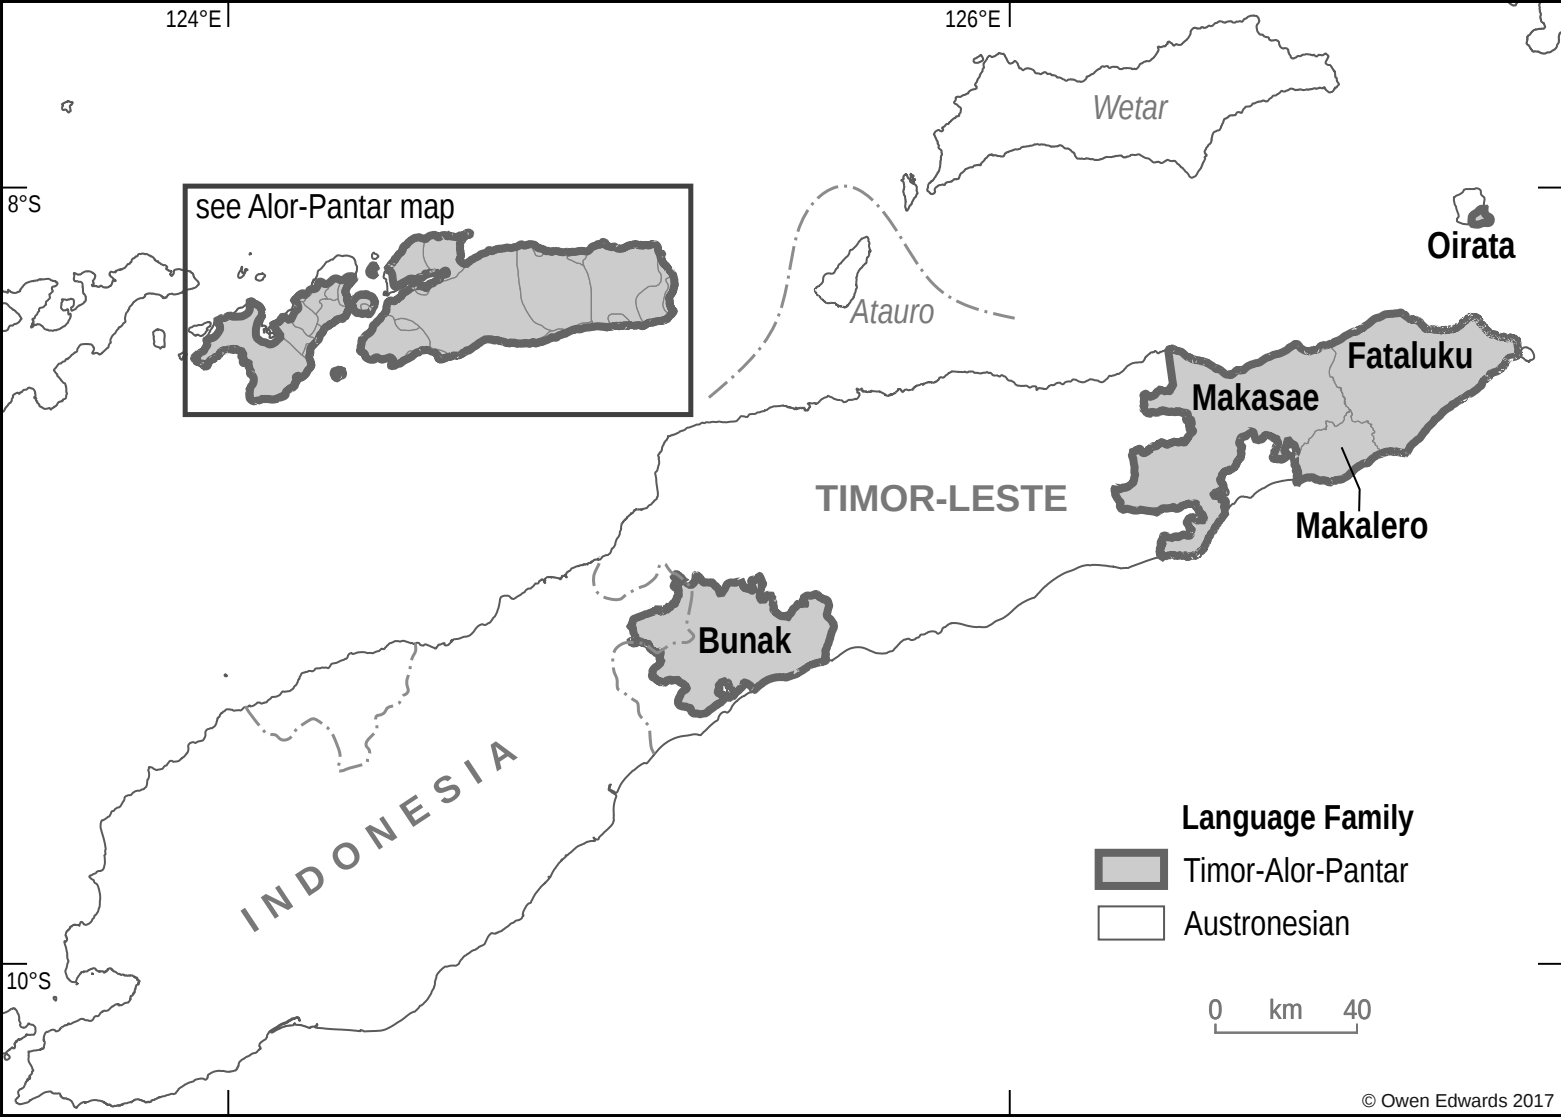 124°E
126°E
Wetar
8°S
see Alor-Pantar map
Oirata
Atauro
Fataluku
Makasae
TIMOR-LESTE
Makalero
Bunak
INDONESIA
Language Family
Timor-Alor-Pantar
Austronesian
10°S
0 km 40
© Owen Edwards 2017